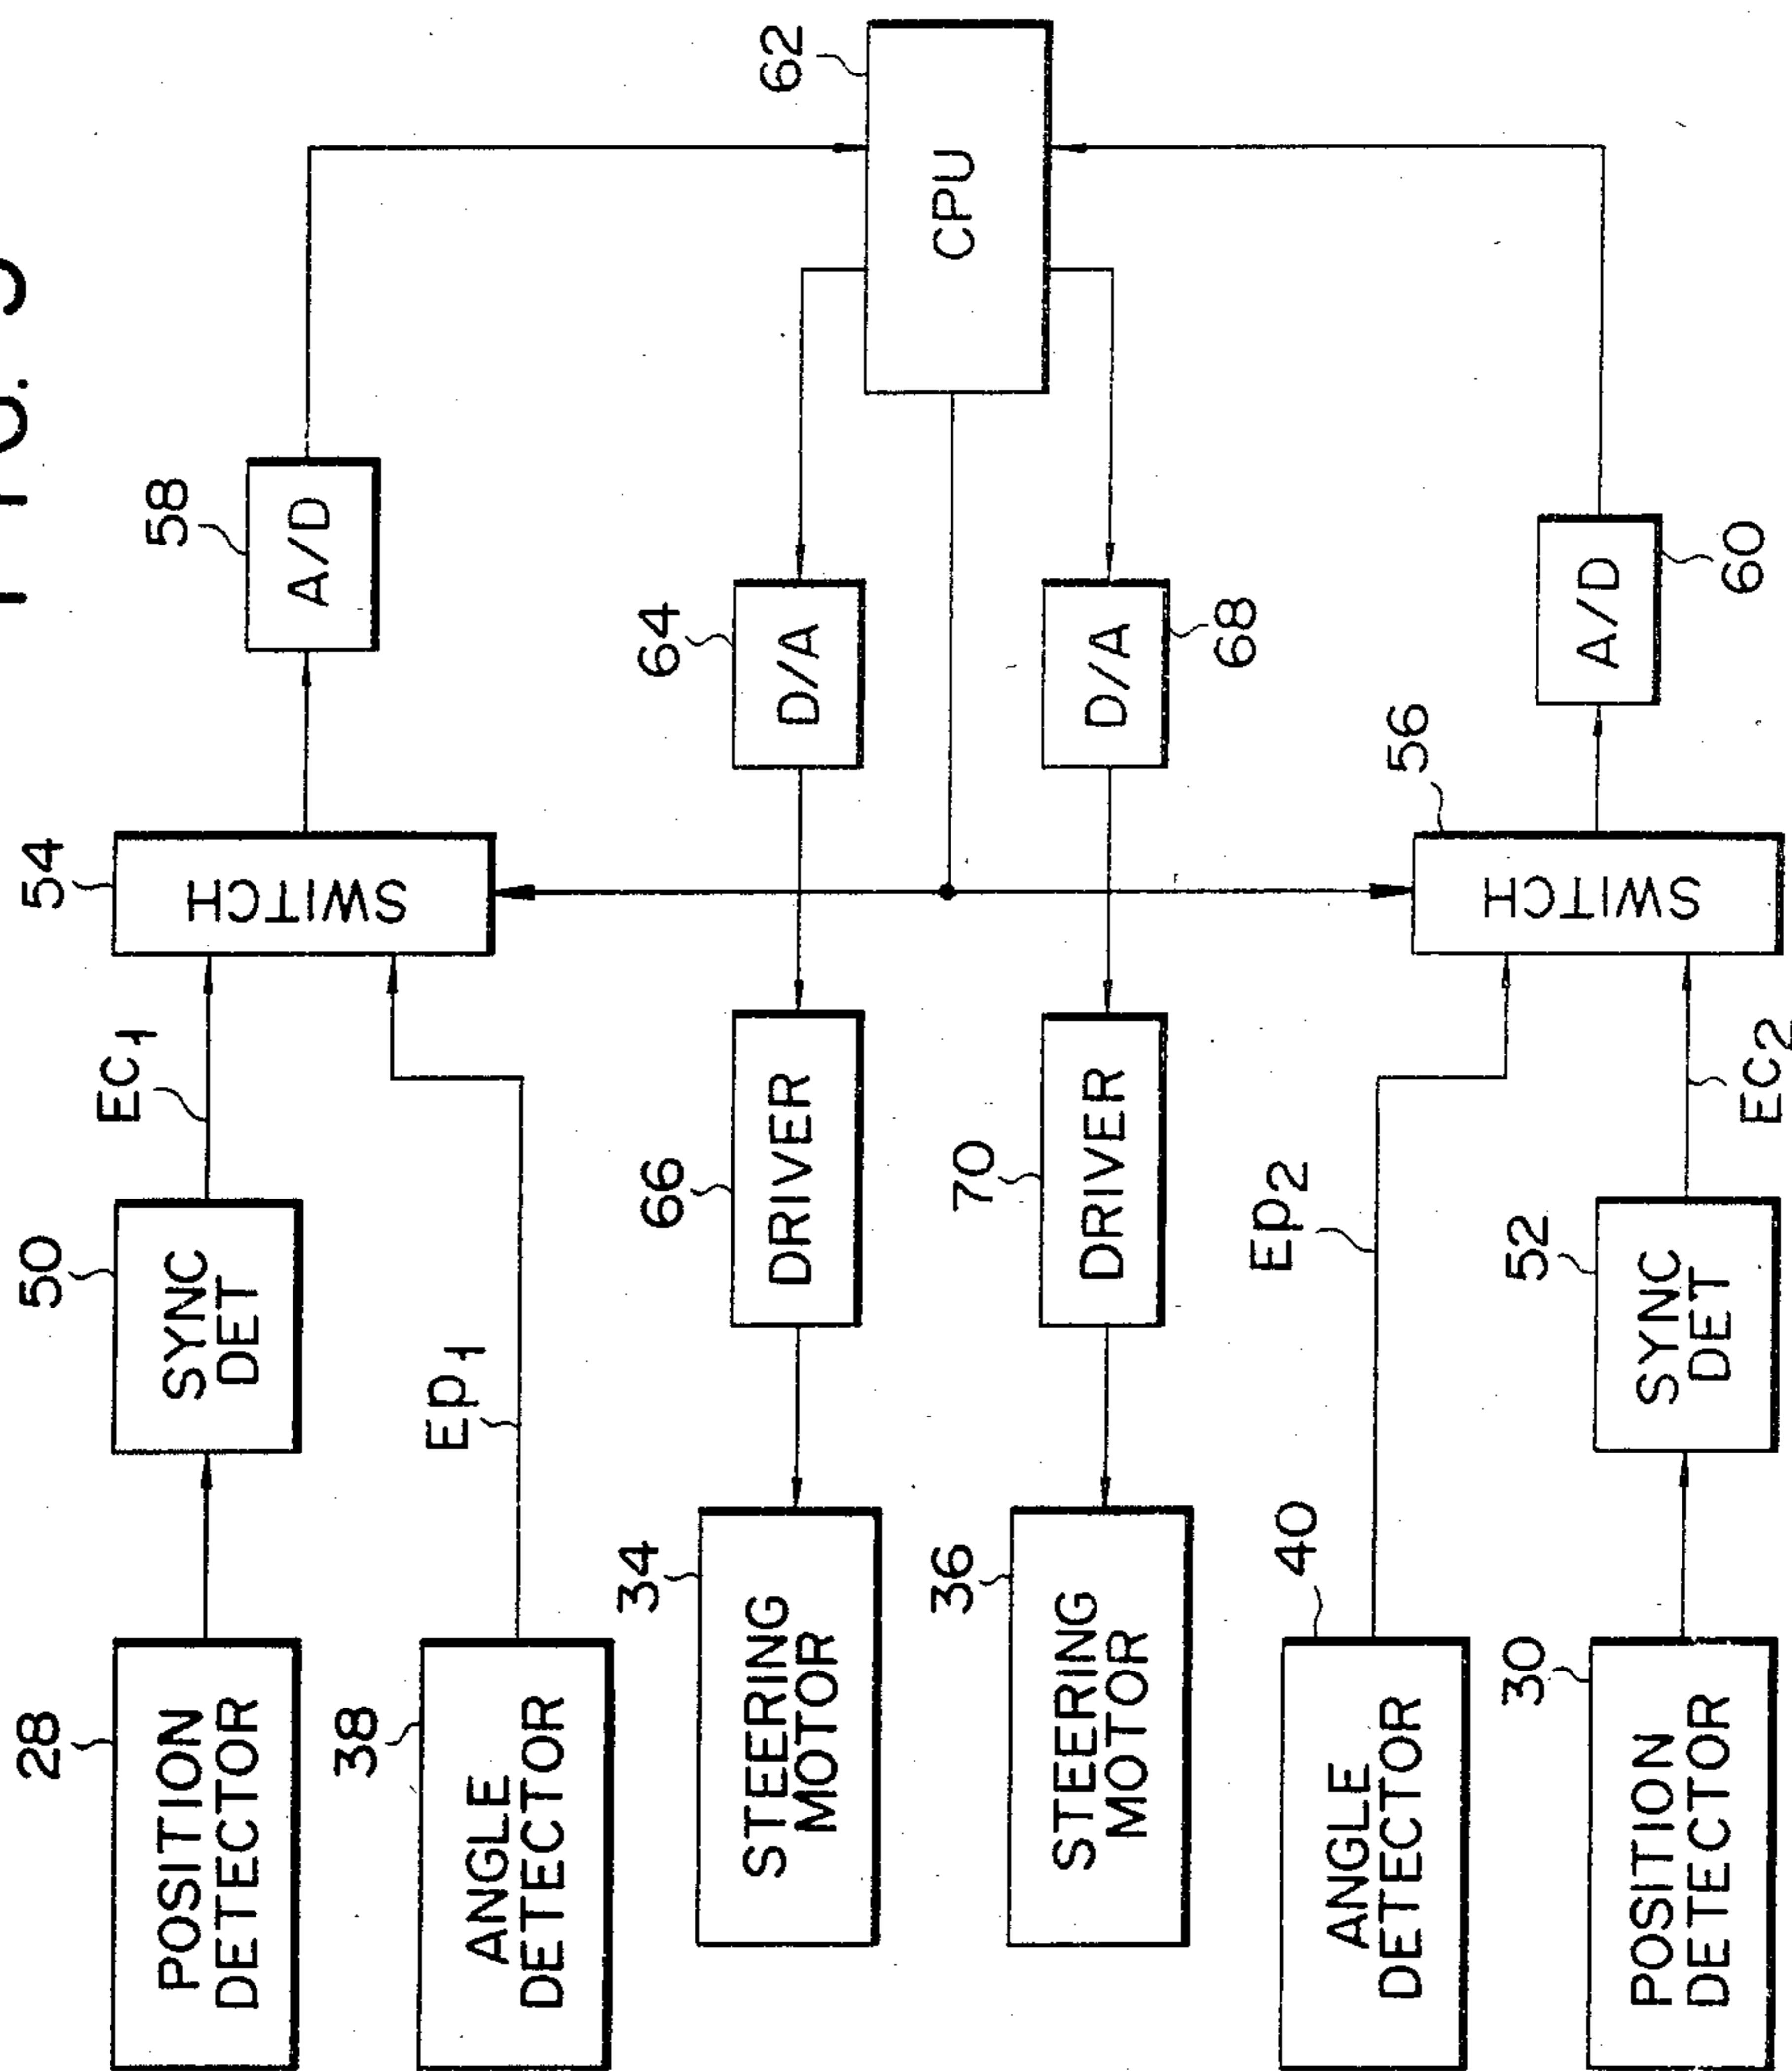 28
POSITION
DETECTOR
50
SYNC
DET
EC1
54
SWITCH
58
A/D
38
ANGLE
DETECTOR
Ep1
34
STEERING
MOTOR
66
DRIVER
64
D/A
62
CPU
36
STEERING
MOTOR
70
DRIVER
68
D/A
40
ANGLE
DETECTOR
Ep2
56
SWITCH
A/D
60
30
POSITION
DETECTOR
52
SYNC
DET
EC2